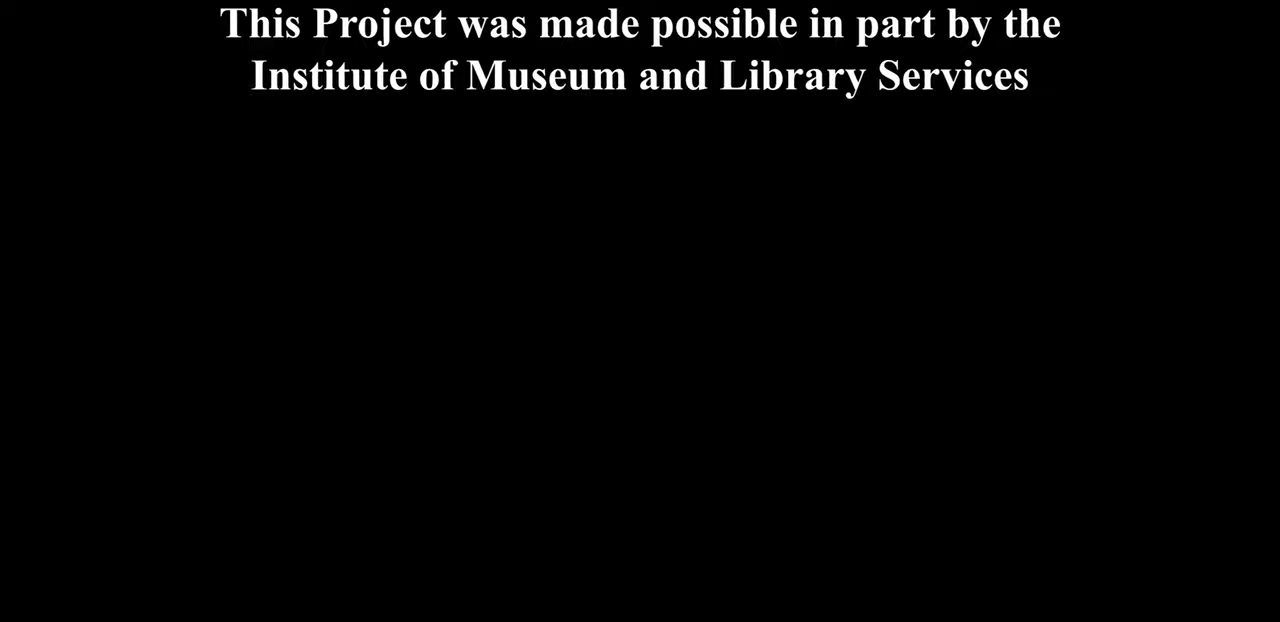 This Project was made possible in part by the
Institute of Museum and Library Services